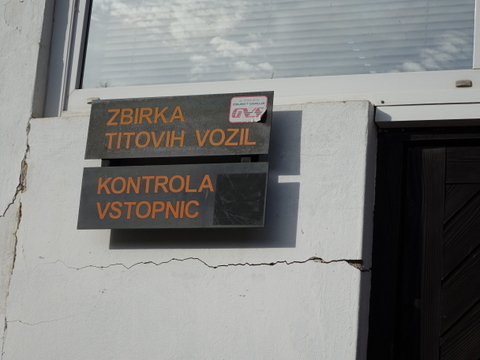 ZBIRKA
TITOVIH VOZIL
KONTROLA
VSTOPNIC